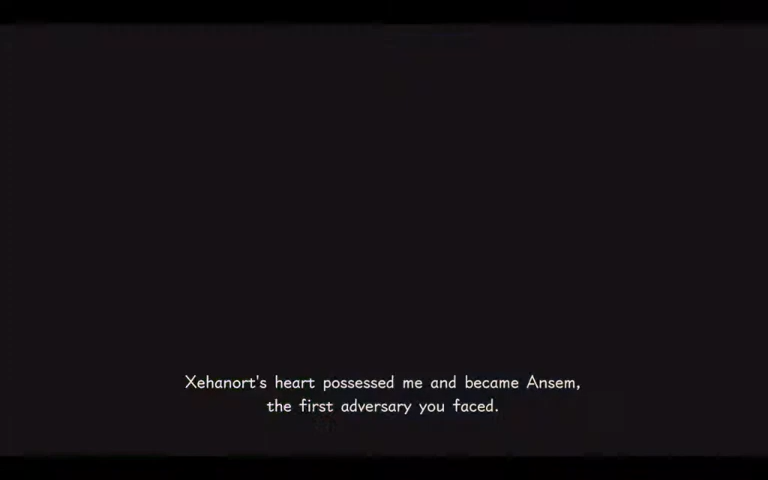 Xehanort's heart possessed me and became Ansem,
the first adversary you faced.